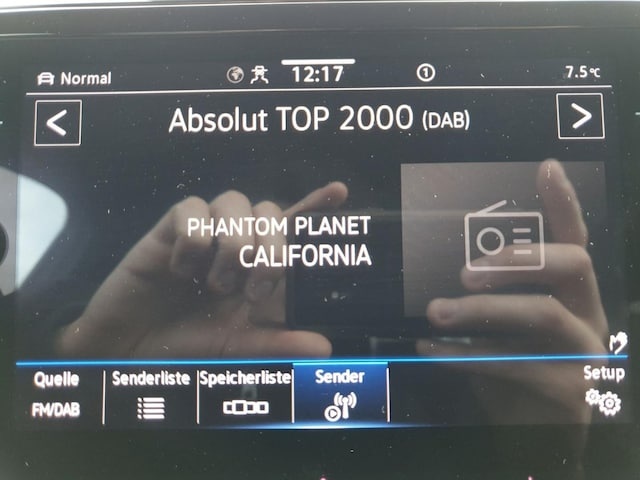 Normal 12:17 1 7.5°C
< Absolut TOP 2000 (DAB) >
PHANTOM PLANET
CALIFORNIA
Quelle Senderliste Speicherliste Sender Setup
FM/DAB